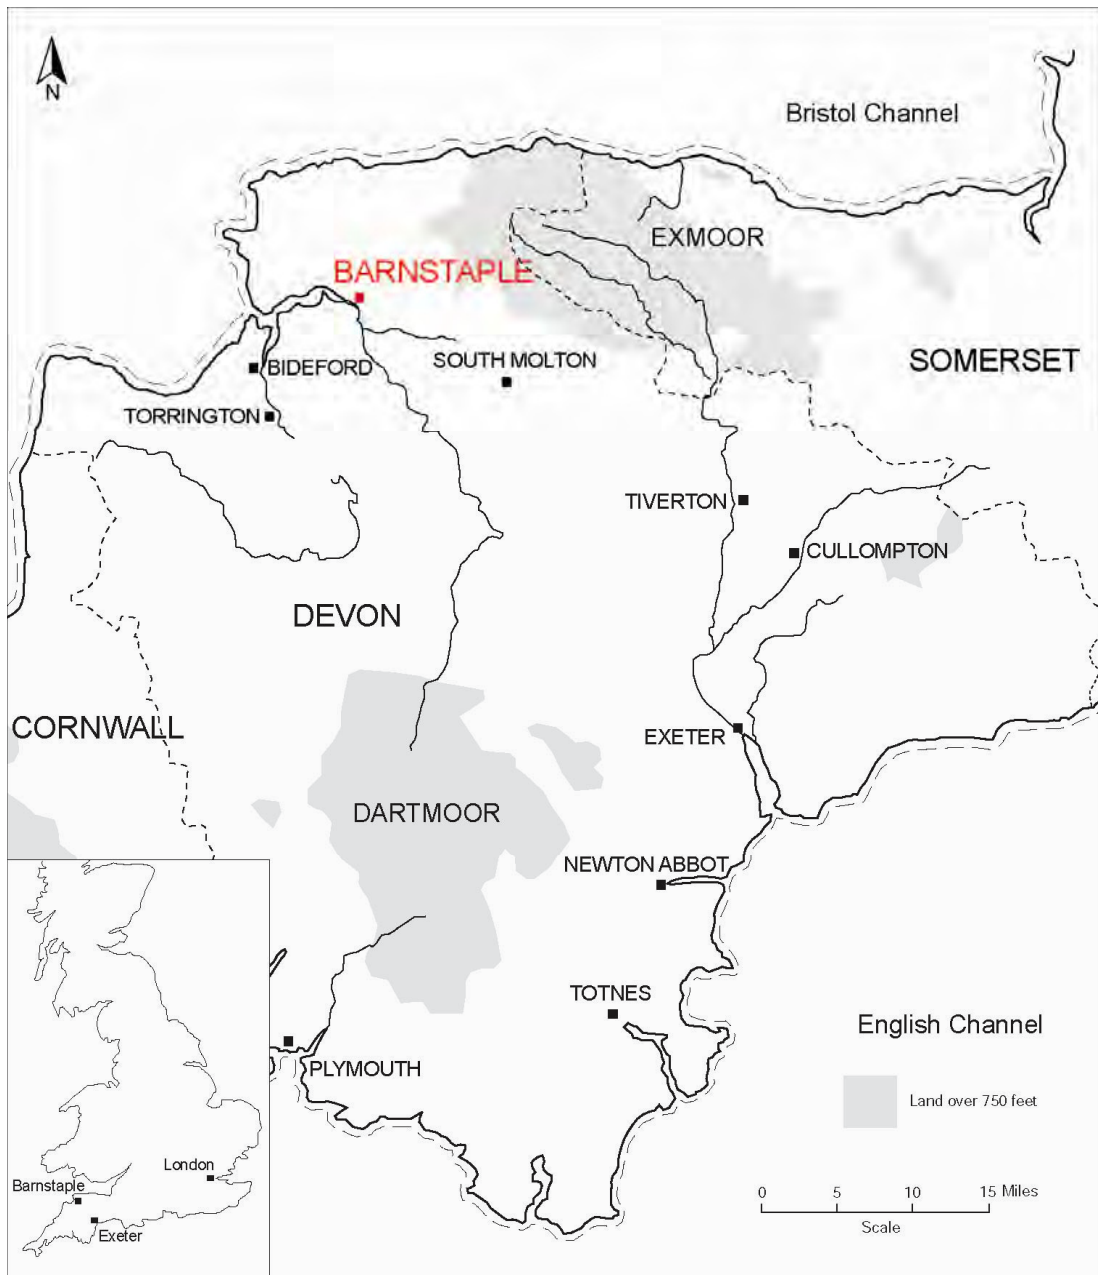 N
Bristol Channel
EXMOOR
BARNSTAPLE
SOUTH MOLTON
SOMERSET
BIDEFORD
TORRINGTON
TIVERTON
CULLOMPTON
DEVON
CORNWALL
EXETER
DARTMOOR
NEWTON ABBOT
TOTNES
English Channel
PLYMOUTH
Land over 750 feet
London
Barnstaple
Exeter
0 5 10 15 Miles
Scale